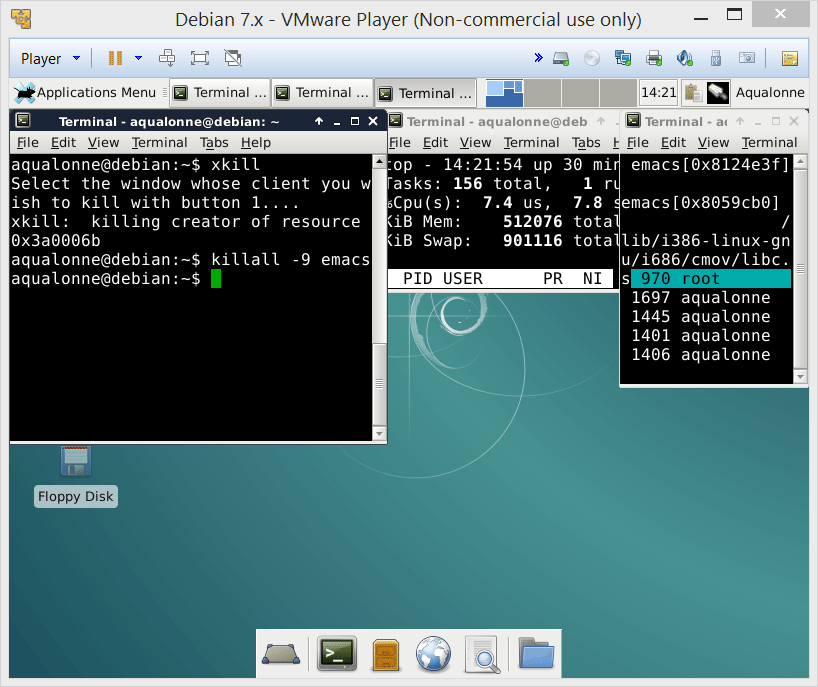 Debian 7.x - VMware Player (Non-commercial use only)
Player
Applications Menu
Terminal ...
Terminal ...
Terminal ...
14:21
Aqualonne
Terminal - aqualonne@debian: ~
File Edit View Terminal Tabs Help
aqualonne@debian:~$ xkill
Select the window whose client you w
ish to kill with button 1....
xkill:  killing creator of resource
0x3a0006b
aqualonne@debian:~$ killall -9 emacs
aqualonne@debian:~$
Terminal - aqualonne@deb
File Edit View Terminal Tabs
top - 14:21:54 up 30 min
Tasks: 156 total,   1 ru
%Cpu(s):  7.4 us,  7.8 s
KiB Mem:    512076 total
KiB Swap:   901116 total
PID USER      PR  NI
Terminal - aq
File Edit View Terminal
emacs[0x8124e3f]
emacs[0x8059cb0]
/
lib/i386-linux-gn
u/i686/cmov/libc.
s
970 root
1697 aqualonne
1445 aqualonne
1401 aqualonne
1406 aqualonne
Floppy Disk